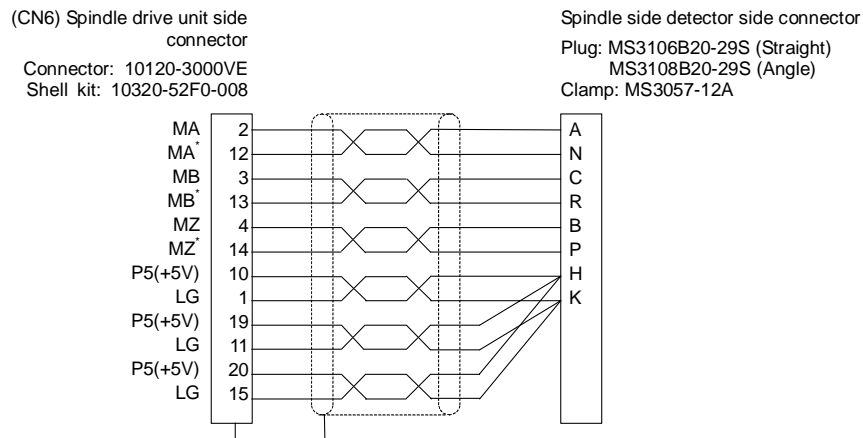 (CN6) Spindle drive unit side
connector
Connector: 10120-3000VE
Shell kit: 10320-52F0-008
Spindle side detector side connector
Plug: MS3106B20-29S (Straight)
MS3108B20-29S (Angle)
Clamp: MS3057-12A
MA 2 A
MA* 12 N
MB 3 C
MB* 13 R
MZ 4 B
MZ* 14 P
P5(+5V) 10 H
LG 1 K
P5(+5V) 19
LG 11
P5(+5V) 20
LG 15